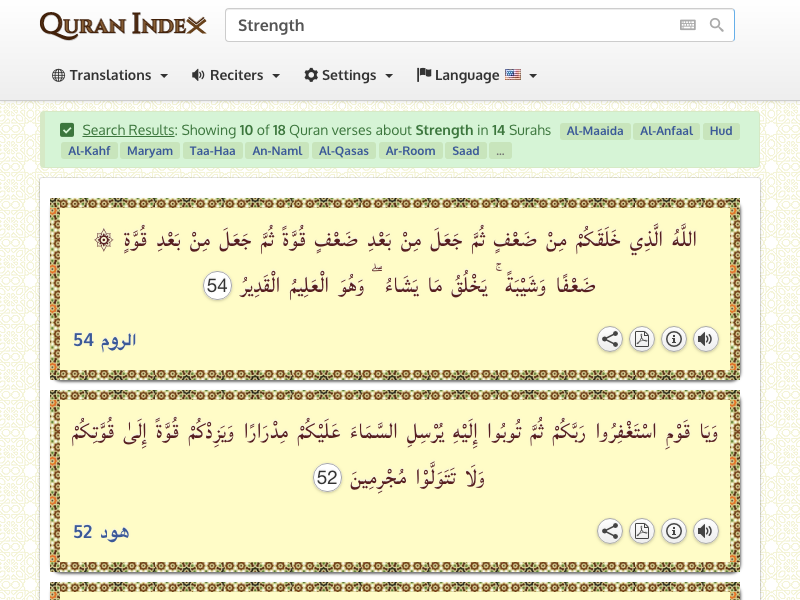 QURAN INDEX
Strength
Translations Reciters Settings Language
Search Results: Showing 10 of 18 Quran verses about Strength in 14 Surahs Al-Maaida Al-Anfaal Hud
Al-Kahf Maryam Taa-Haa An-Naml Al-Qasas Ar-Room Saad ...
اللَّهُ الَّذِي خَلَقَكُمْ مِنْ ضَعْفٍ ثُمَّ جَعَلَ مِنْ بَعْدِ ضَعْفٍ قُوَّةً ثُمَّ جَعَلَ مِنْ بَعْدِ قُوَّةٍ ۞
ضَعْفًا وَشَيْبَةً ۚ يَخْلُقُ مَا يَشَاءُ ۖ وَهُوَ الْعَلِيمُ الْقَدِيرُ 54
الروم 54
وَيَا قَوْمِ اسْتَغْفِرُوا رَبَّكُمْ ثُمَّ تُوبُوا إِلَيْهِ يُرْسِلِ السَّمَاءَ عَلَيْكُمْ مِدْرَارًا وَيَزِدْكُمْ قُوَّةً إِلَىٰ قُوَّتِكُمْ
وَلَا تَتَوَلَّوْا مُجْرِمِينَ 52
هود 52